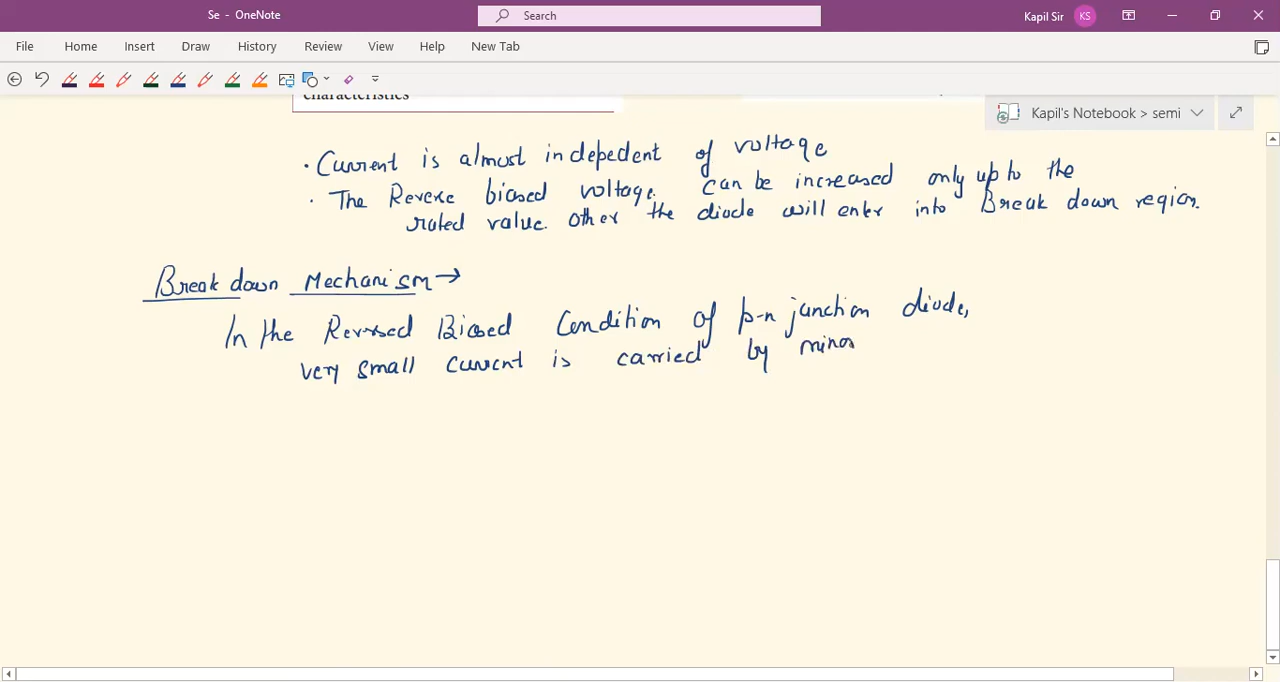 Se - OneNote
Search
Kapil Sir
KS
File Home Insert Draw History Review View Help New Tab
characteristics
Kapil's Notebook > semi
• Current is almost indepedent of voltage
• The Reverse biased voltage can be increased only up to the
rated value. other the diode will enter into Break down region.
Break down Mechanism →
In the Reversed Biased Condition of p-n junction diode,
very small current is carried by minor